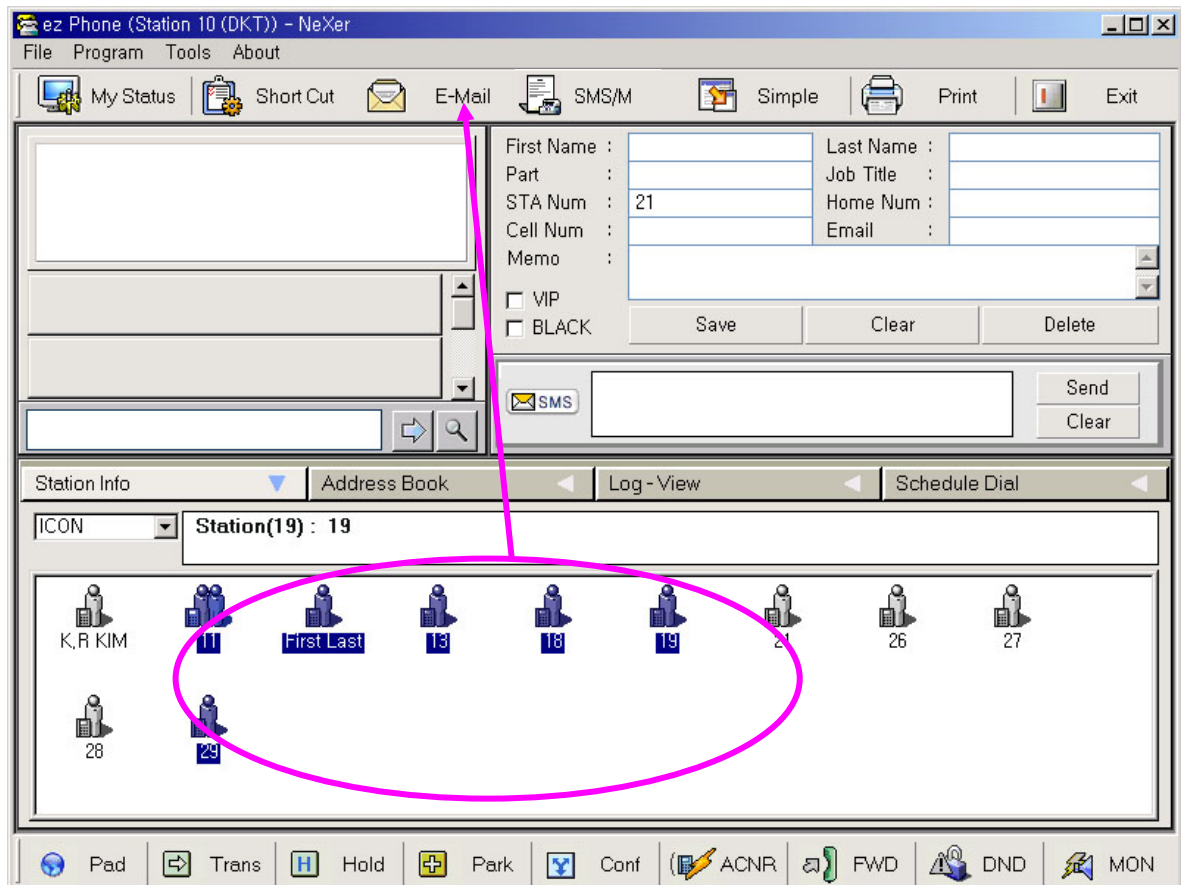 ez Phone (Station 10 (DKT)) - NeXer
File Program Tools About
My Status Short Cut E-Mail SMS/M Simple Print Exit
First Name : Last Name :
Part : Job Title :
STA Num : 21 Home Num :
Cell Num : Email :
Memo :
VIP
BLACK Save Clear Delete
SMS Send
Clear
Station Info Address Book Log-View Schedule Dial
ICON Station(19) : 19
K,R KIM 11 First Last 13 18 19 21 26 27
28 29
Pad Trans H Hold Park Conf ACNR FWD DND MON